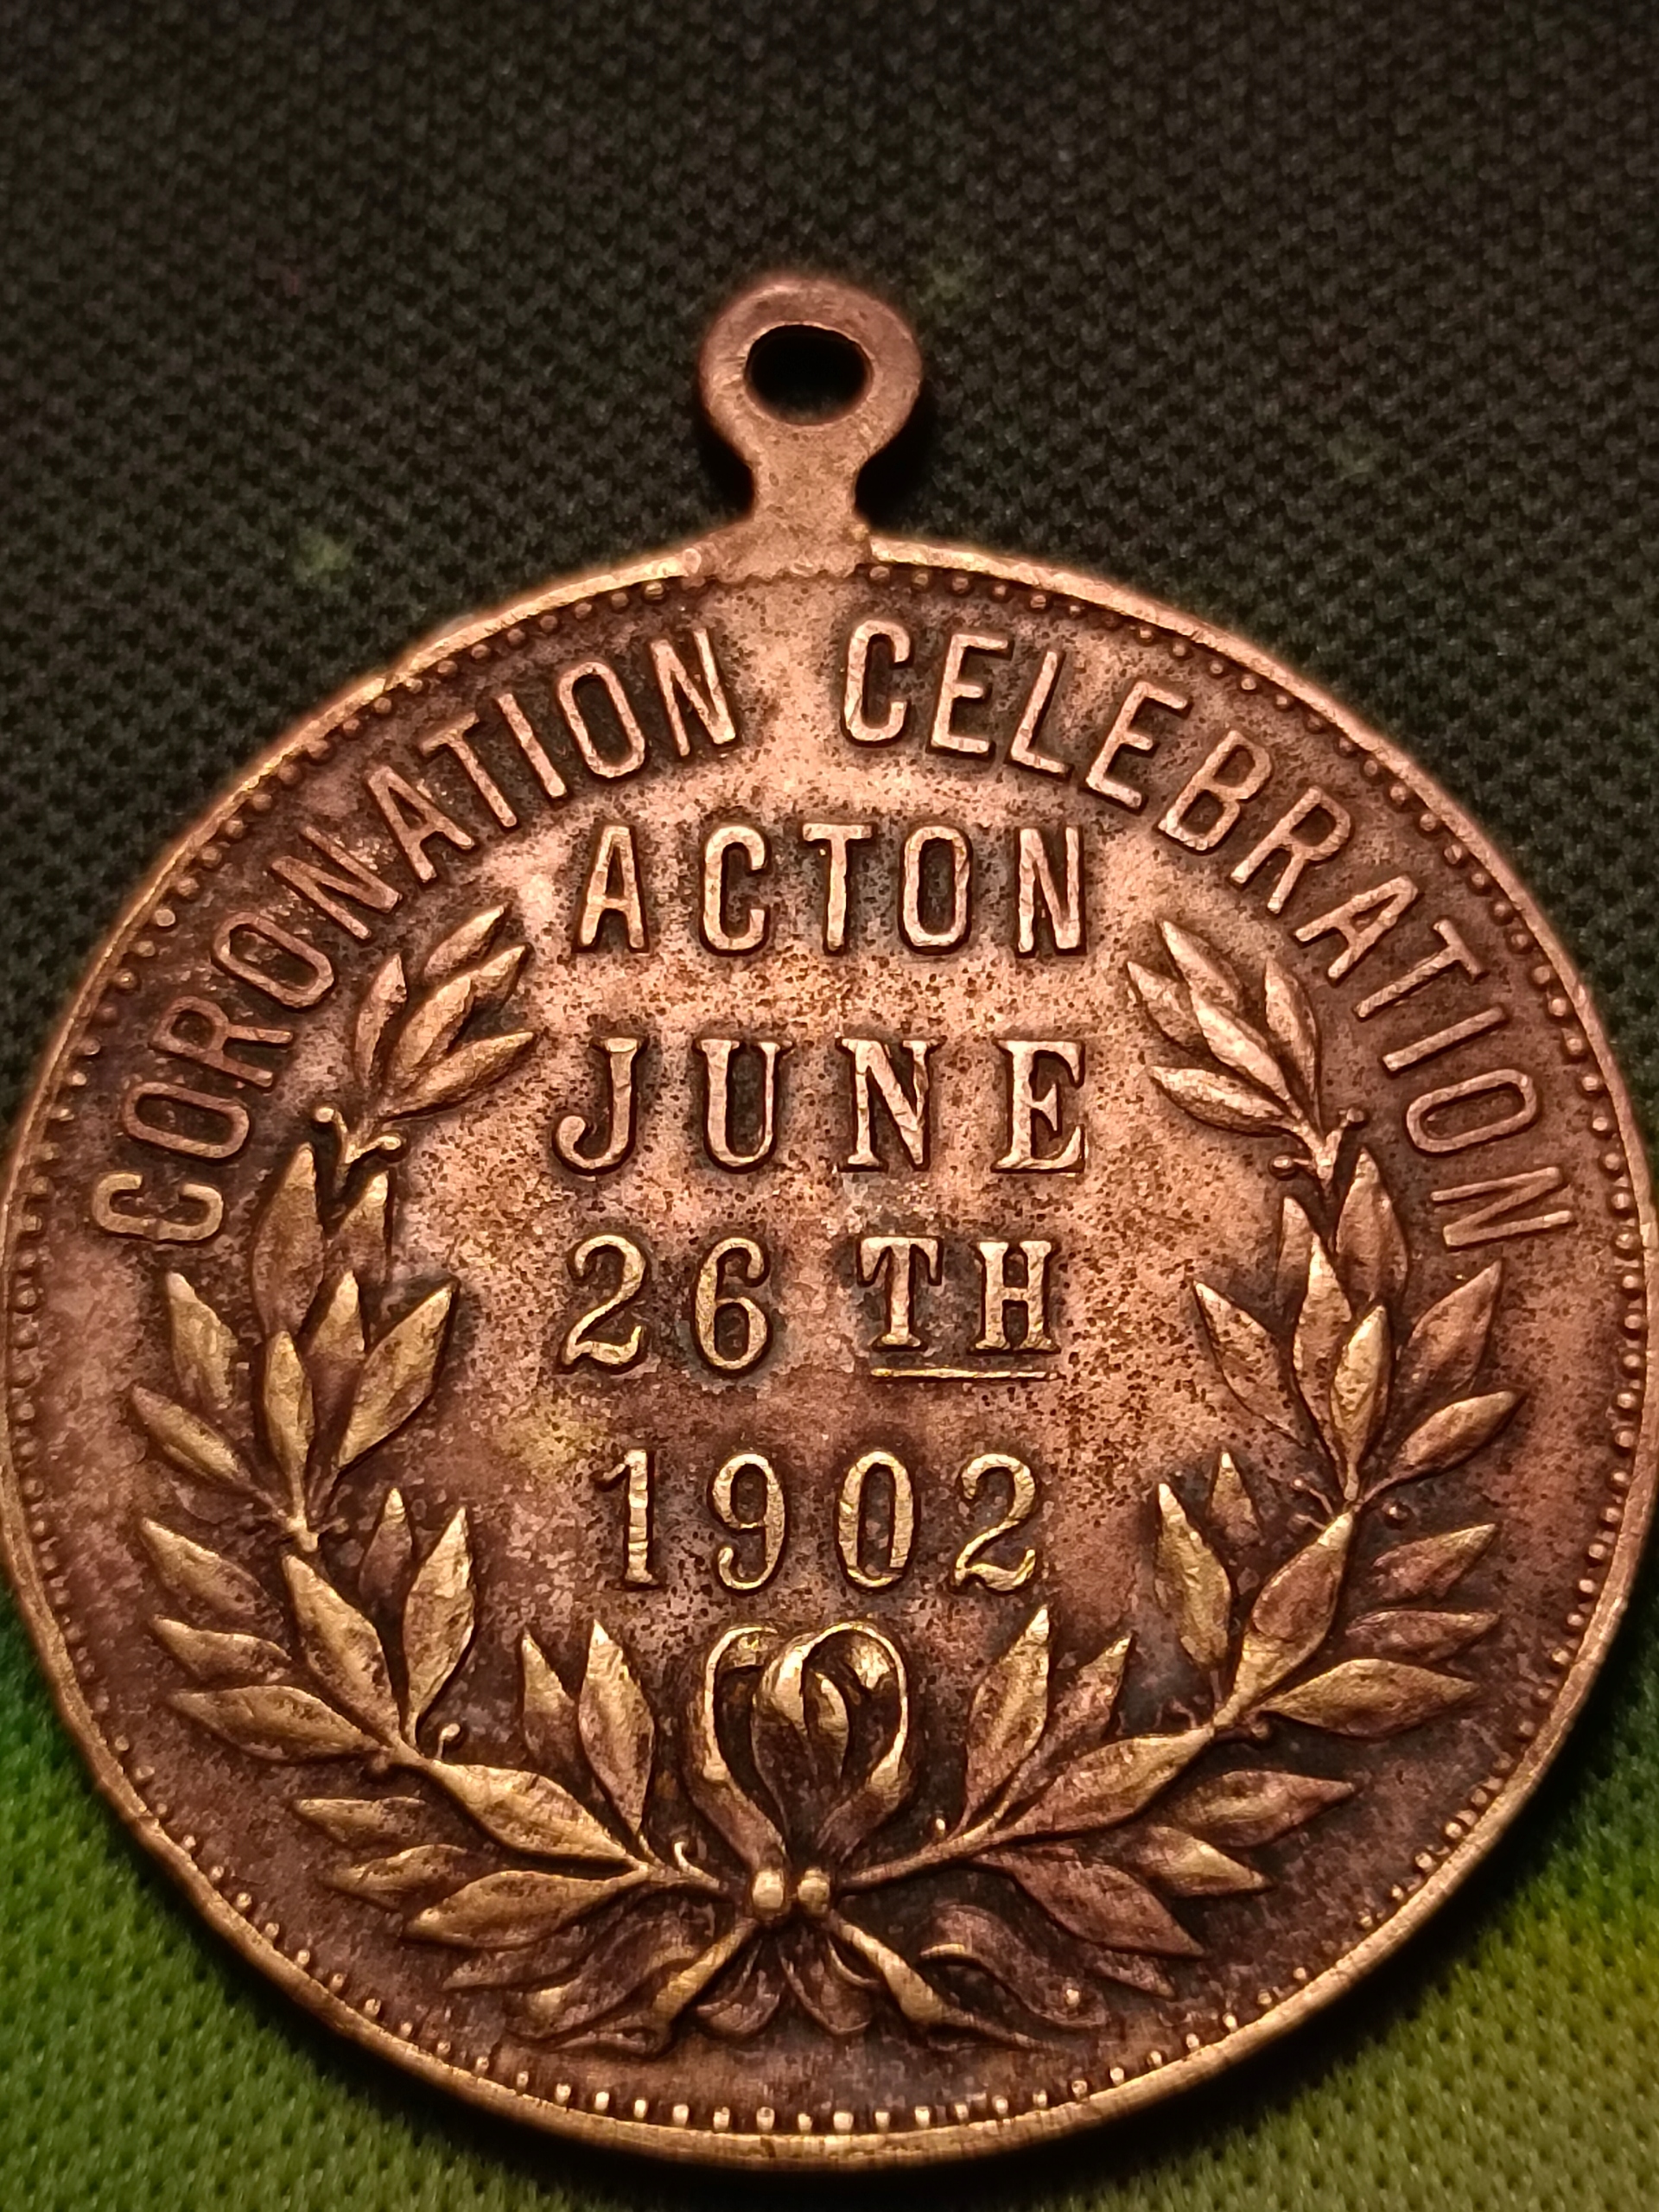 CORONATION CELEBRATION
ACTON
JUNE
26 TH
1902